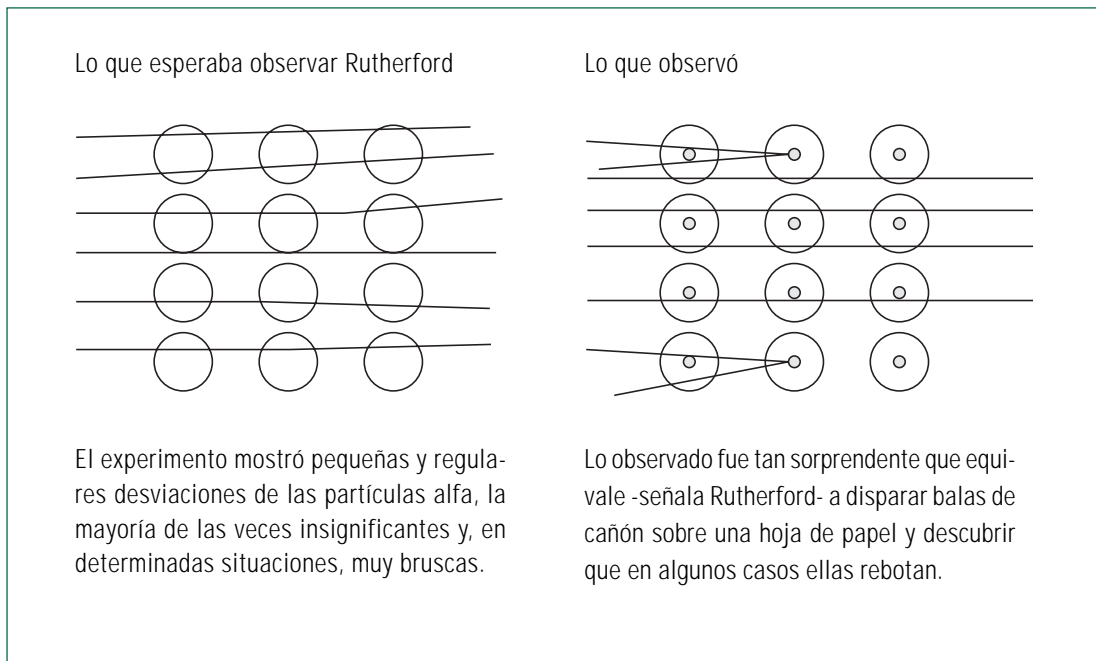 Lo que esperaba observar Rutherford
El experimento mostró pequeñas y regula-
res desviaciones de las partículas alfa, la
mayoría de las veces insignificantes y, en
determinadas situaciones, muy bruscas.
Lo que observó
Lo observado fue tan sorprendente que equi-
vale -señala Rutherford- a disparar balas de
cañón sobre una hoja de papel y descubrir
que en algunos casos ellas rebotan.